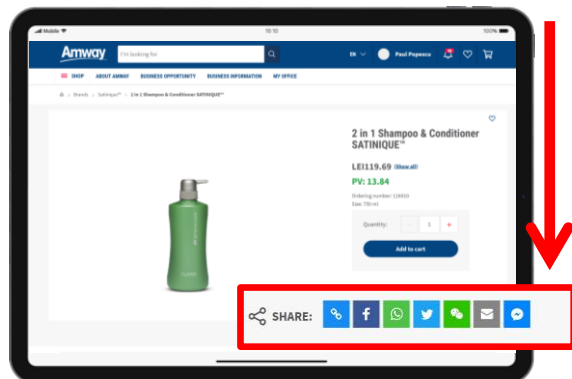 Mobile
10:10
100%
Amway
I'm looking for
EN
Paul Popescu
SHOP
ABOUT AMWAY
BUSINESS OPPORTUNITY
BUSINESS INFORMATION
MY OFFICE
Brands > Satinique™ > 2 in 1 Shampoo & Conditioner SATINIQUE™
2 in 1 Shampoo & Conditioner
SATINIQUE™
LEI119.69 (Show all)
PV: 13.84
Ordering number: 110010
Size: 750 ml
Quantity: - 1 +
Add to cart
SHARE: